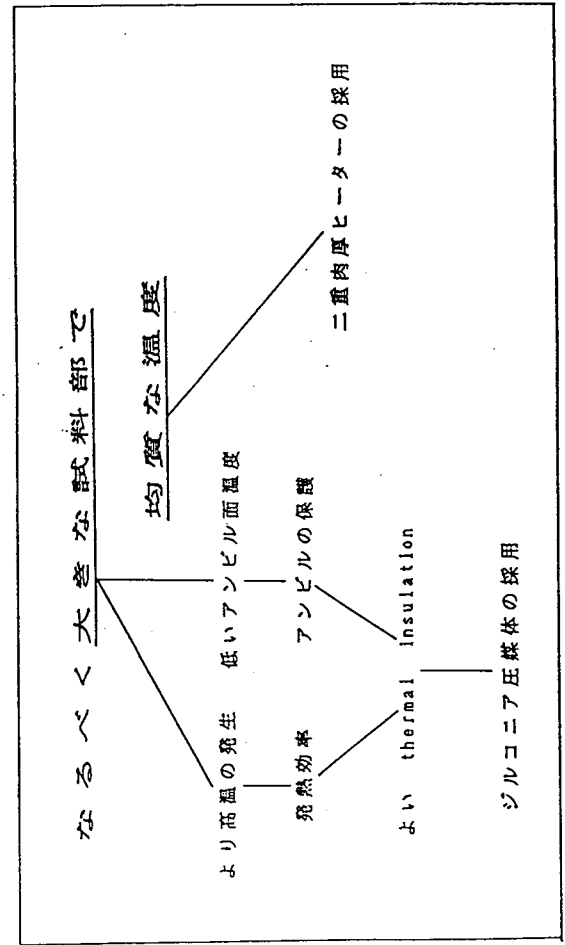 なるべく大きな試料部で
均質な温度
より高温の発生
低いアンビル面温度
発熱効率
アンビルの保護
二重肉厚ヒーターの採用
よい thermal Insulation
ジルコニア圧媒体の採用